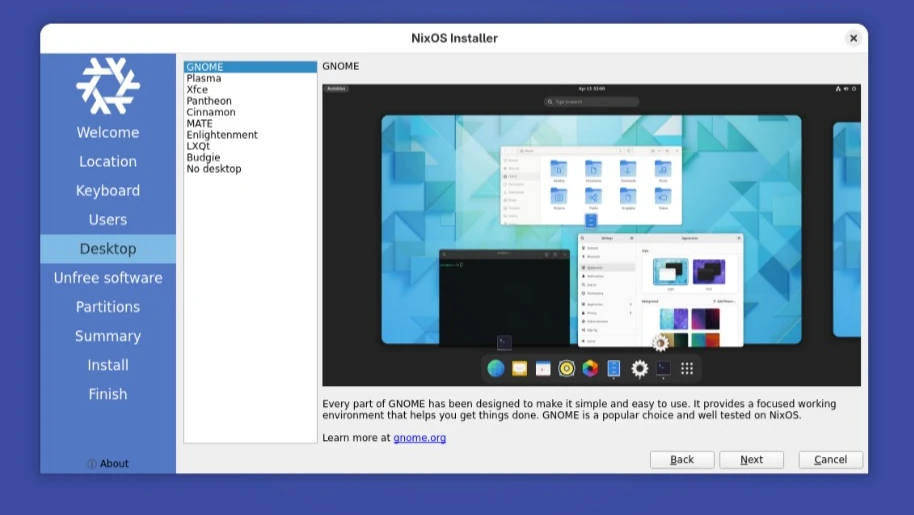 NixOS Installer
Welcome
Location
Keyboard
Users
Desktop
Unfree software
Partitions
Summary
Install
Finish
About
GNOME
Plasma
Xfce
Pantheon
Cinnamon
MATE
Enlightenment
LXQt
Budgie
No desktop
GNOME
Activities
Type to search
Settings
Appearance
Every part of GNOME has been designed to make it simple and easy to use. It provides a focused working
environment that helps you get things done. GNOME is a popular choice and well tested on NixOS.
Learn more at gnome.org
Back
Next
Cancel